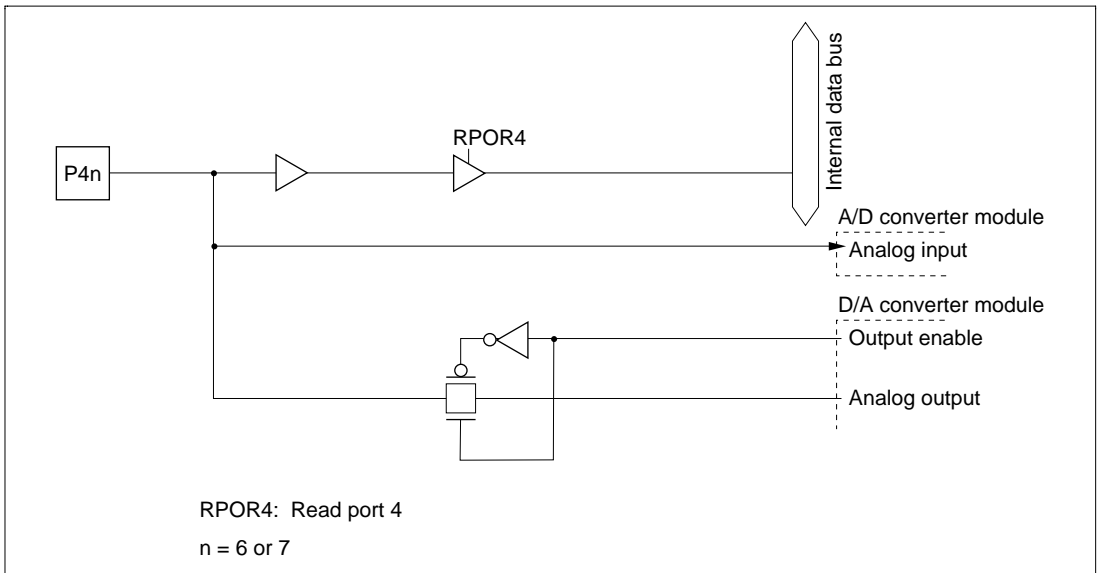 RPOR4
P4n
Internal data bus
A/D converter module
Analog input
D/A converter module
Output enable
Analog output
RPOR4: Read port 4
n = 6 or 7